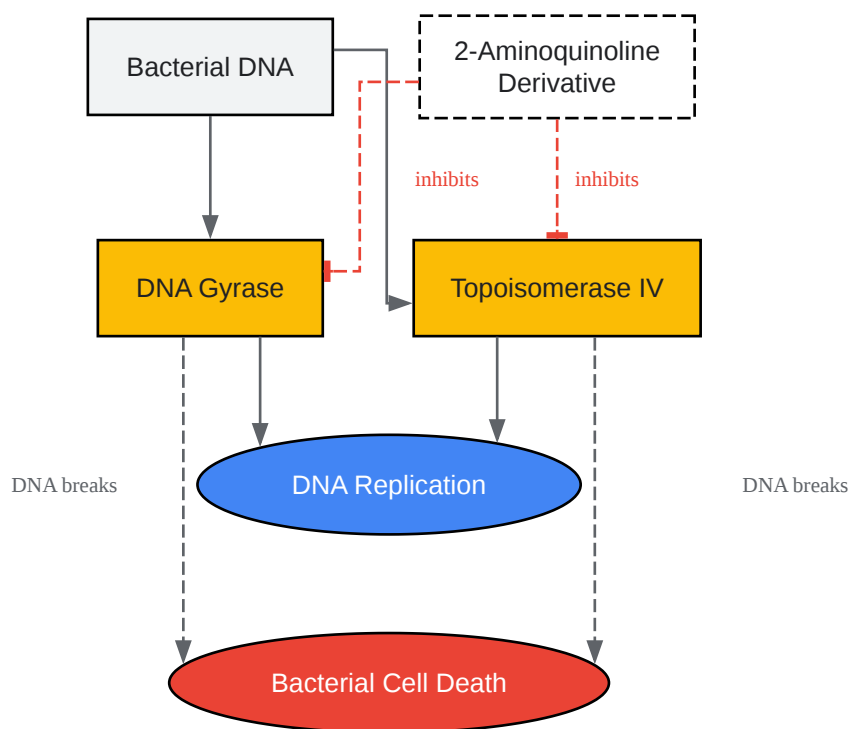 Bacterial DNA
2-Aminoquinoline
Derivative
inhibits
inhibits
DNA Gyrase
Topoisomerase IV
DNA Replication
DNA breaks
DNA breaks
Bacterial Cell Death